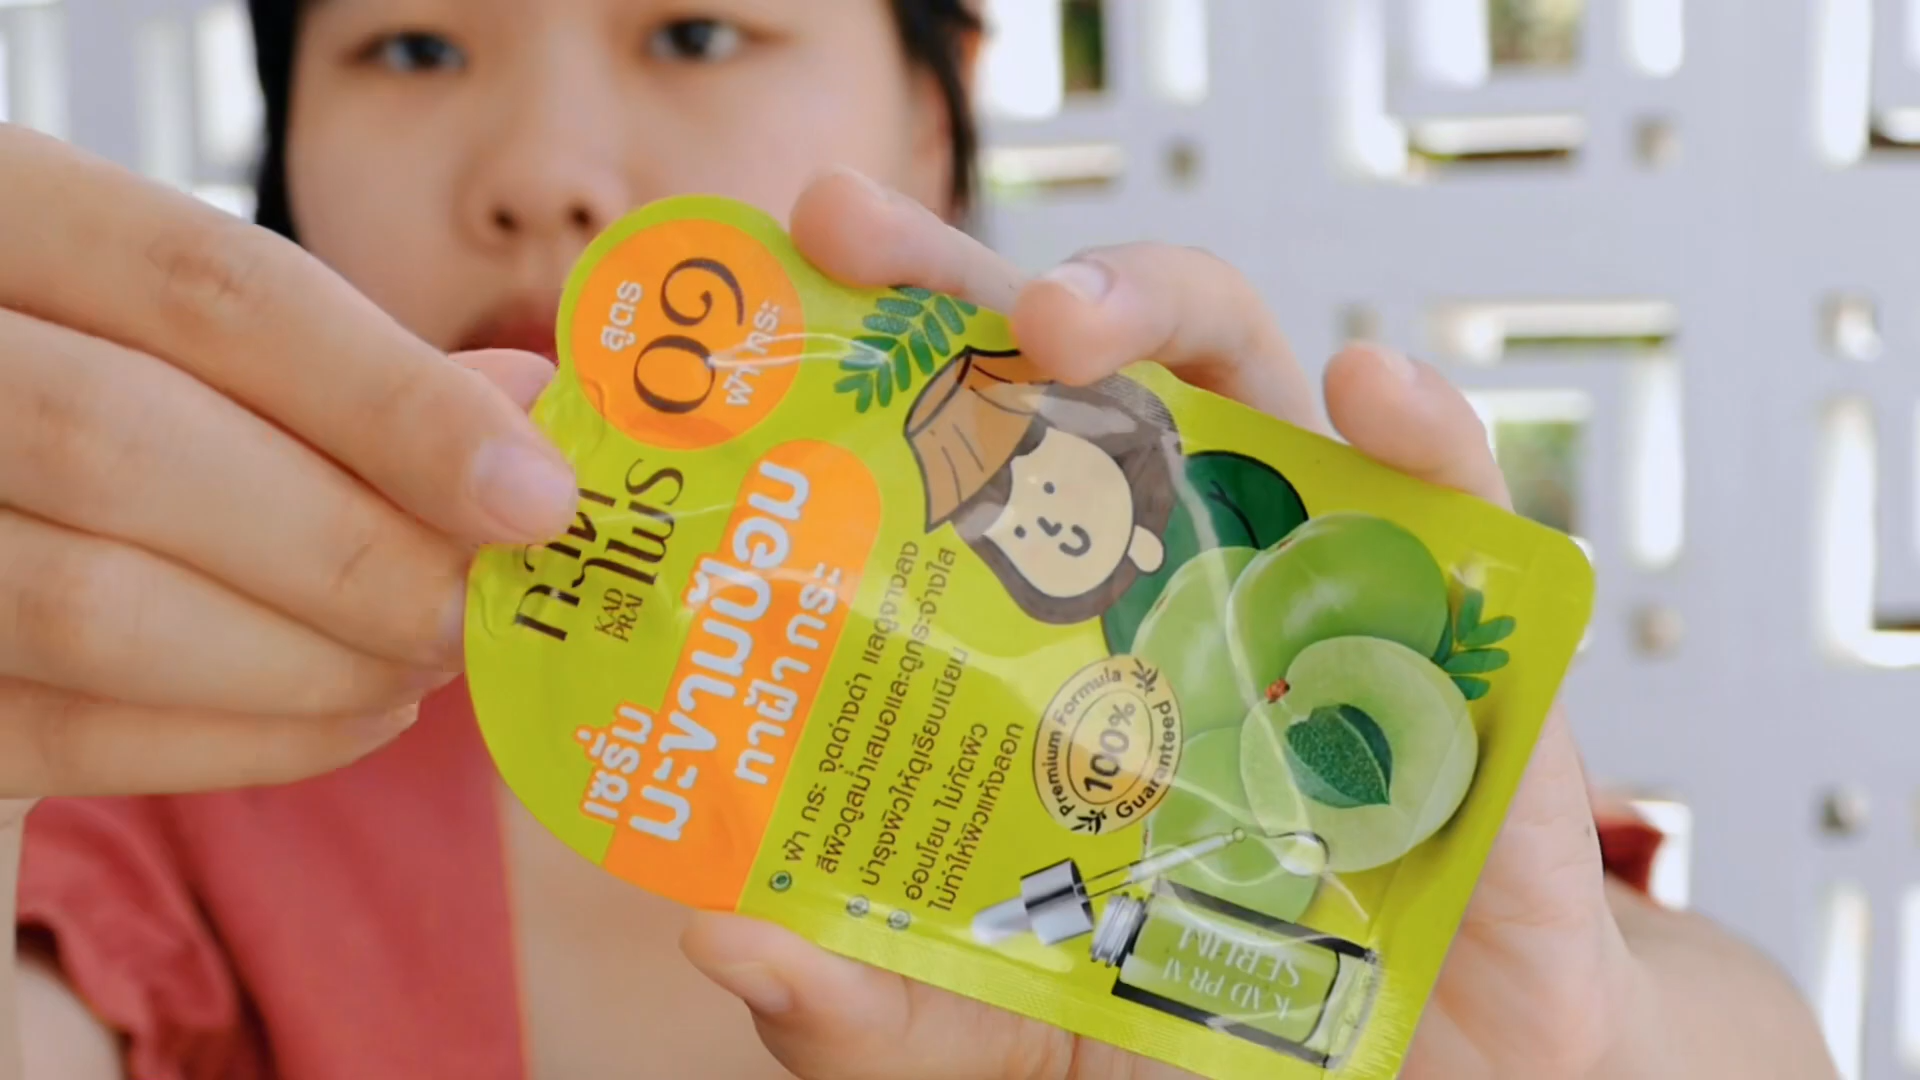 สูตร
๐๑
ฝ้า กระ
กาดไพร
KAD
PRAI
เซรั่ม
มะขามป้อม
ทาฝ้า กระ
ฝ้า กระ จุดด่างดำ แลดูจางลง
สีผิวดูสม่ำเสมอและดูกระจ่างใส
บำรุงผิวให้ดูเรียบเนียน
อ่อนโยน ไม่กัดผิว
ไม่ทำให้ผิวแห้งลอก
Premium Formula
100%
Guaranteed
KAD PRAI
SERUM